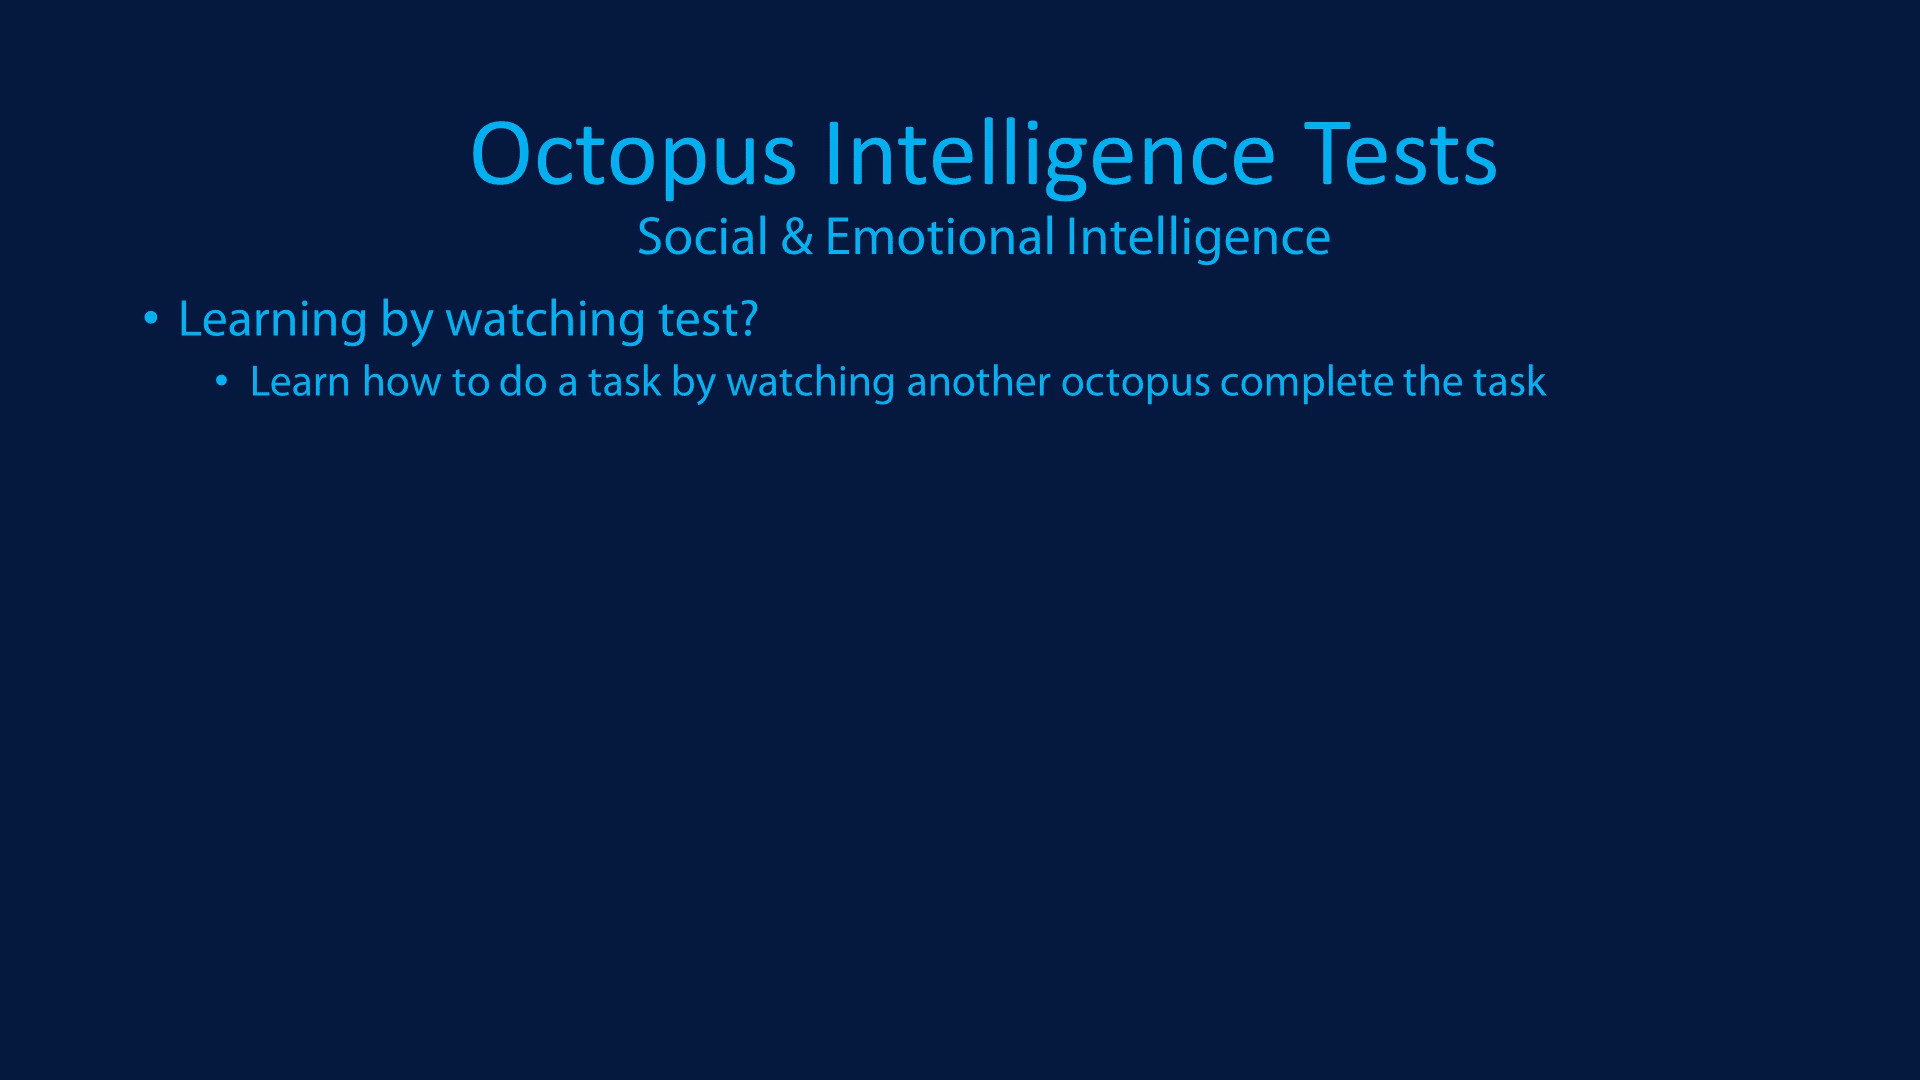 Octopus Intelligence Tests
Social & Emotional Intelligence
• Learning by watching test?
• Learn how to do a task by watching another octopus complete the task